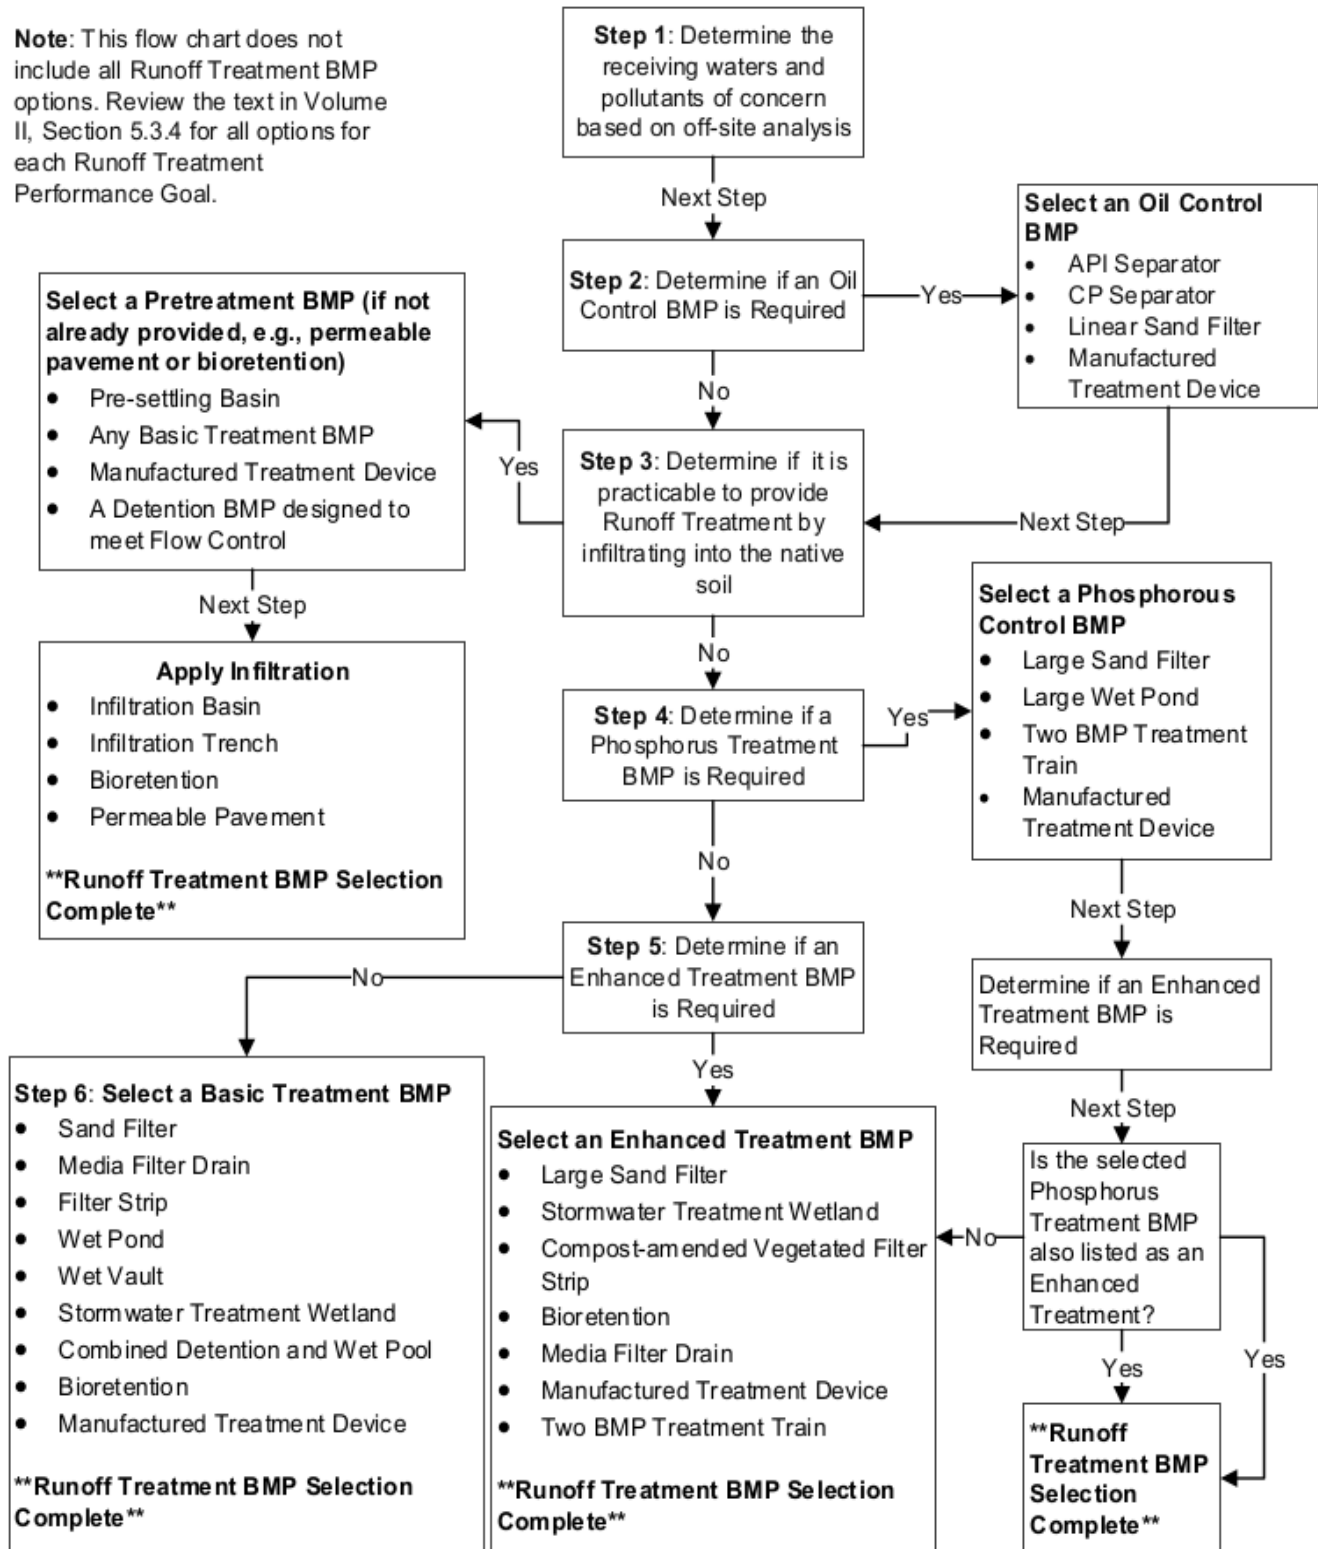 Note: This flow chart does not
include all Runoff Treatment BMP
options. Review the text in Volume
II, Section 5.3.4 for all options for
each Runoff Treatment
Performance Goal.
Step 1: Determine the
receiving waters and
pollutants of concern
based on off-site analysis
Next Step
Step 2: Determine if an Oil
Control BMP is Required
Yes
Select an Oil Control
BMP
• API Separator
• CP Separator
• Linear Sand Filter
• Manufactured
Treatment Device
Next Step
No
Step 3: Determine if it is
practicable to provide
Runoff Treatment by
infiltrating into the native
soil
Yes
Select a Pretreatment BMP (if not
already provided, e.g., permeable
pavement or bioretention)
• Pre-settling Basin
• Any Basic Treatment BMP
• Manufactured Treatment Device
• A Detention BMP designed to
meet Flow Control
Next Step
Apply Infiltration
• Infiltration Basin
• Infiltration Trench
• Bioretention
• Permeable Pavement
**Runoff Treatment BMP Selection
Complete**
No
Step 4: Determine if a
Phosphorus Treatment
BMP is Required
Yes
Select a Phosphorous
Control BMP
• Large Sand Filter
• Large Wet Pond
• Two BMP Treatment
Train
• Manufactured
Treatment Device
Next Step
Determine if an Enhanced
Treatment BMP is
Required
Next Step
Is the selected
Phosphorus
Treatment BMP
also listed as an
Enhanced
Treatment?
No
Yes
Yes
**Runoff
Treatment BMP
Selection
Complete**
No
Step 5: Determine if an
Enhanced Treatment BMP
is Required
No
Yes
Step 6: Select a Basic Treatment BMP
• Sand Filter
• Media Filter Drain
• Filter Strip
• Wet Pond
• Wet Vault
• Stormwater Treatment Wetland
• Combined Detention and Wet Pool
• Bioretention
• Manufactured Treatment Device
**Runoff Treatment BMP Selection
Complete**
Select an Enhanced Treatment BMP
• Large Sand Filter
• Stormwater Treatment Wetland
• Compost-amended Vegetated Filter
Strip
• Bioretention
• Media Filter Drain
• Manufactured Treatment Device
• Two BMP Treatment Train
**Runoff Treatment BMP Selection
Complete**